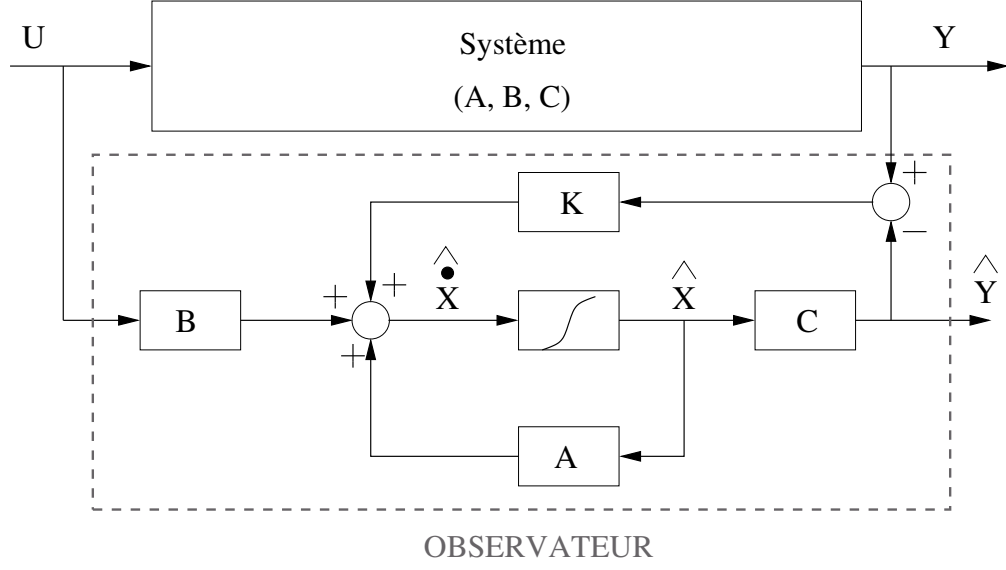 U
Système
Y
(A, B, C)
+
K
−
+
+
Ẋ̂
X̂
Ŷ
B
C
+
A
OBSERVATEUR